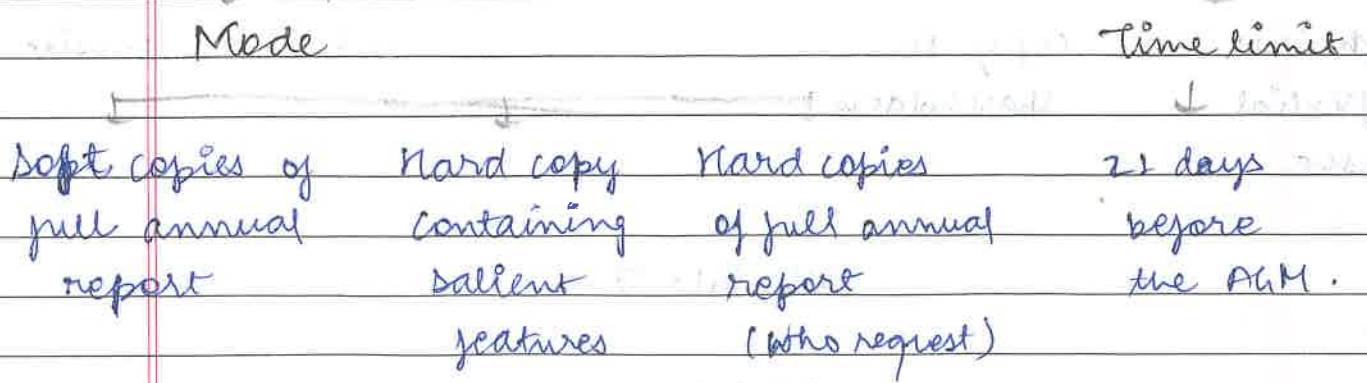 Mode Time limit
Soft copies of Hard copy Hard copies 21 days
full annual containing of full annual before
report salient report the AGM.
features (who request)